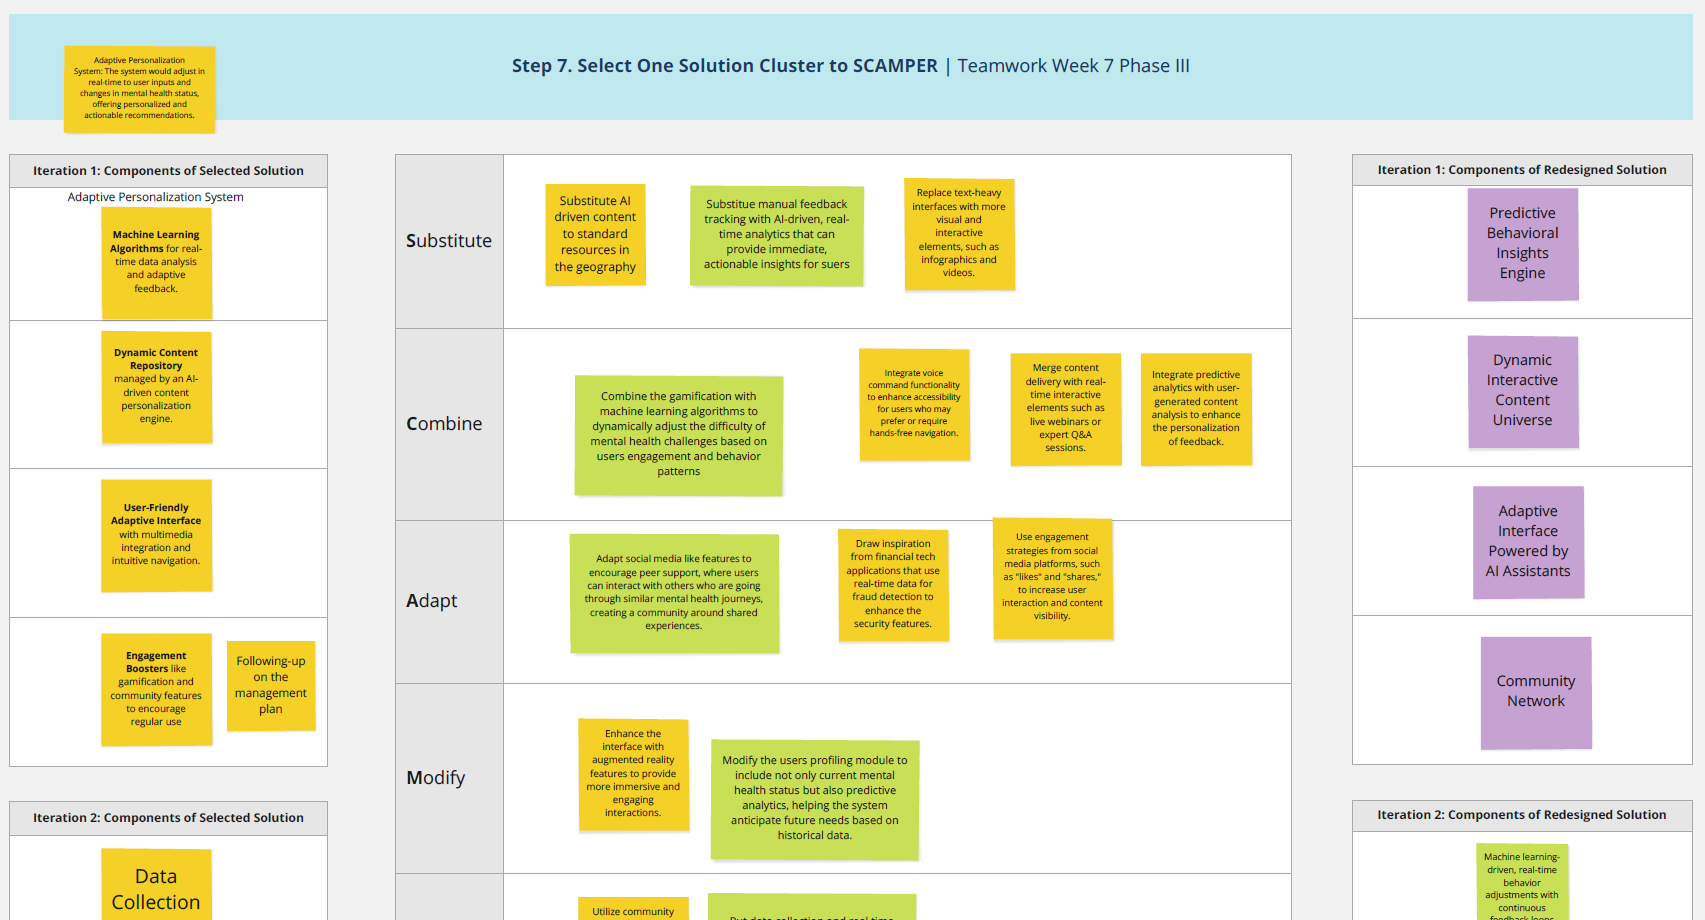 Adaptive Personalization
System: The system would adjust in
real-time to user inputs and
changes in mental health status,
offering personalized and
actionable recommendations.
Step 7. Select One Solution Cluster to SCAMPER | Teamwork Week 7 Phase III
Iteration 1: Components of Selected Solution
Adaptive Personalization System
Machine Learning
Algorithms for real-
time data analysis
and adaptive
feedback.
Dynamic Content
Repository
managed by an AI-
driven content
personalization
engine.
User-Friendly
Adaptive Interface
with multimedia
integration and
intuitive navigation.
Engagement
Boosters like
gamification and
community features
to encourage
regular use
Following-up
on the
management
plan
Iteration 2: Components of Selected Solution
Data
Collection
Substitute
Substitute AI
driven content
to standard
resources in
the geography
Substitue manual feedback
tracking with AI-driven, real-
time analytics that can
provide immediate,
actionable insights for suers
Replace text-heavy
interfaces with more
visual and
interactive
elements, such as
infographics and
videos.
Combine
Combine the gamification with
machine learning algorithms to
dynamically adjust the difficulty of
mental health challenges based on
users engagement and behavior
patterns
Integrate voice
command functionality
to enhance accessibility
for users who may
prefer or require
hands-free navigation.
Merge content
delivery with real-
time interactive
elements such as
live webinars or
expert Q&A
sessions.
Integrate predictive
analytics with user-
generated content
analysis to enhance
the personalization
of feedback.
Adapt
Adapt social media like features to
encourage peer support, where users
can interact with others who are going
through similar mental health journeys,
creating a community around shared
experiences.
Draw inspiration
from financial tech
applications that use
real-time data for
fraud detection to
enhance the
security features.
Use engagement
strategies from social
media platforms, such
as "likes" and "shares,"
to increase user
interaction and content
visibility.
Modify
Enhance the
interface with
augmented reality
features to provide
more immersive and
engaging
interactions.
Modify the users profiling module to
include not only current mental
health status but also predictive
analytics, helping the system
anticipate future needs based on
historical data.
Utilize community
Put data collection and real time
Iteration 1: Components of Redesigned Solution
Predictive
Behavioral
Insights
Engine
Dynamic
Interactive
Content
Universe
Adaptive
Interface
Powered by
AI Assistants
Community
Network
Iteration 2: Components of Redesigned Solution
Machine learning-
driven, real-time
behavior
adjustments with
continuous
feedback loops